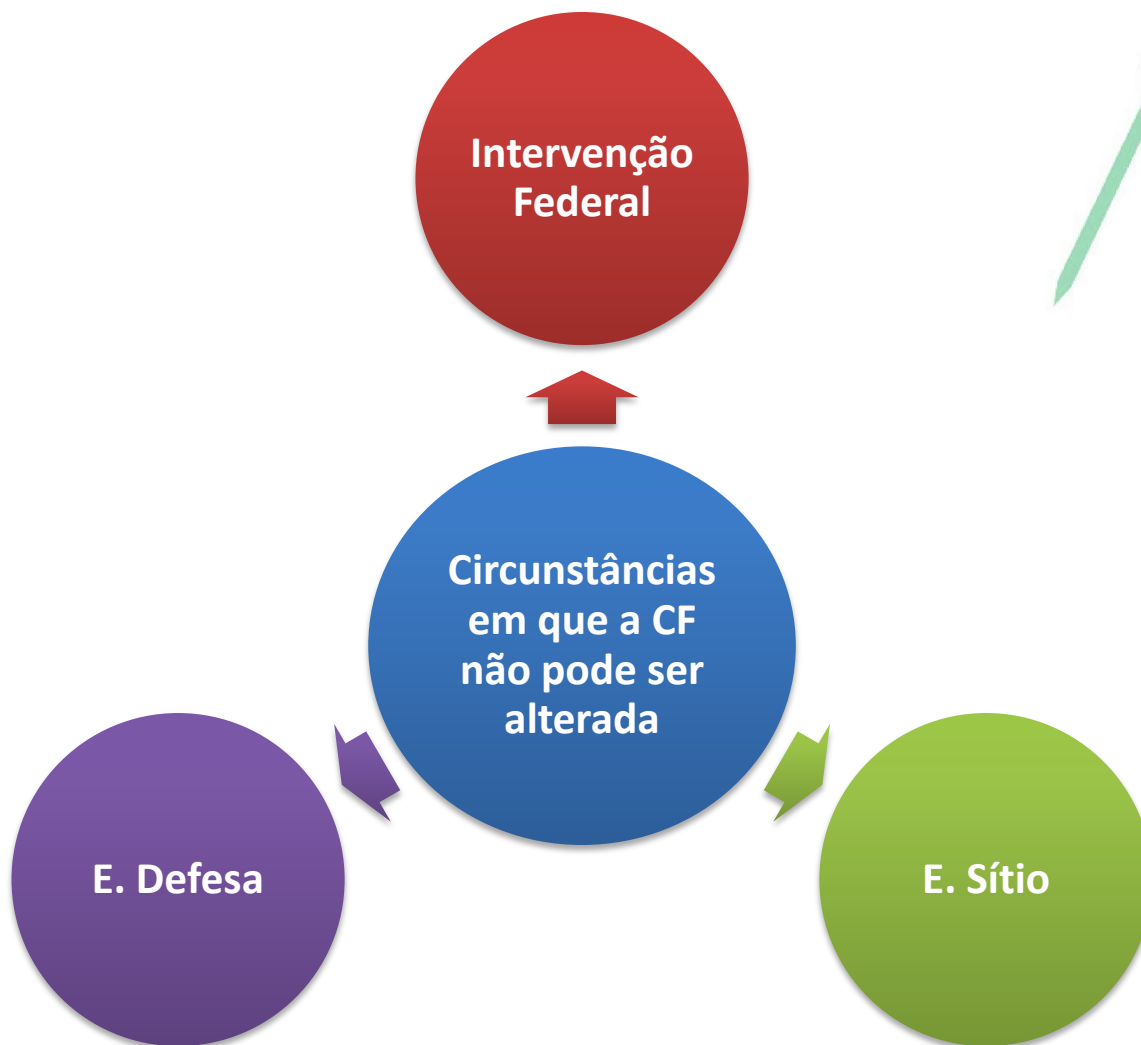 Intervenção
Federal
Circunstâncias
em que a CF
não pode ser
alterada
E. Defesa
E. Sítio